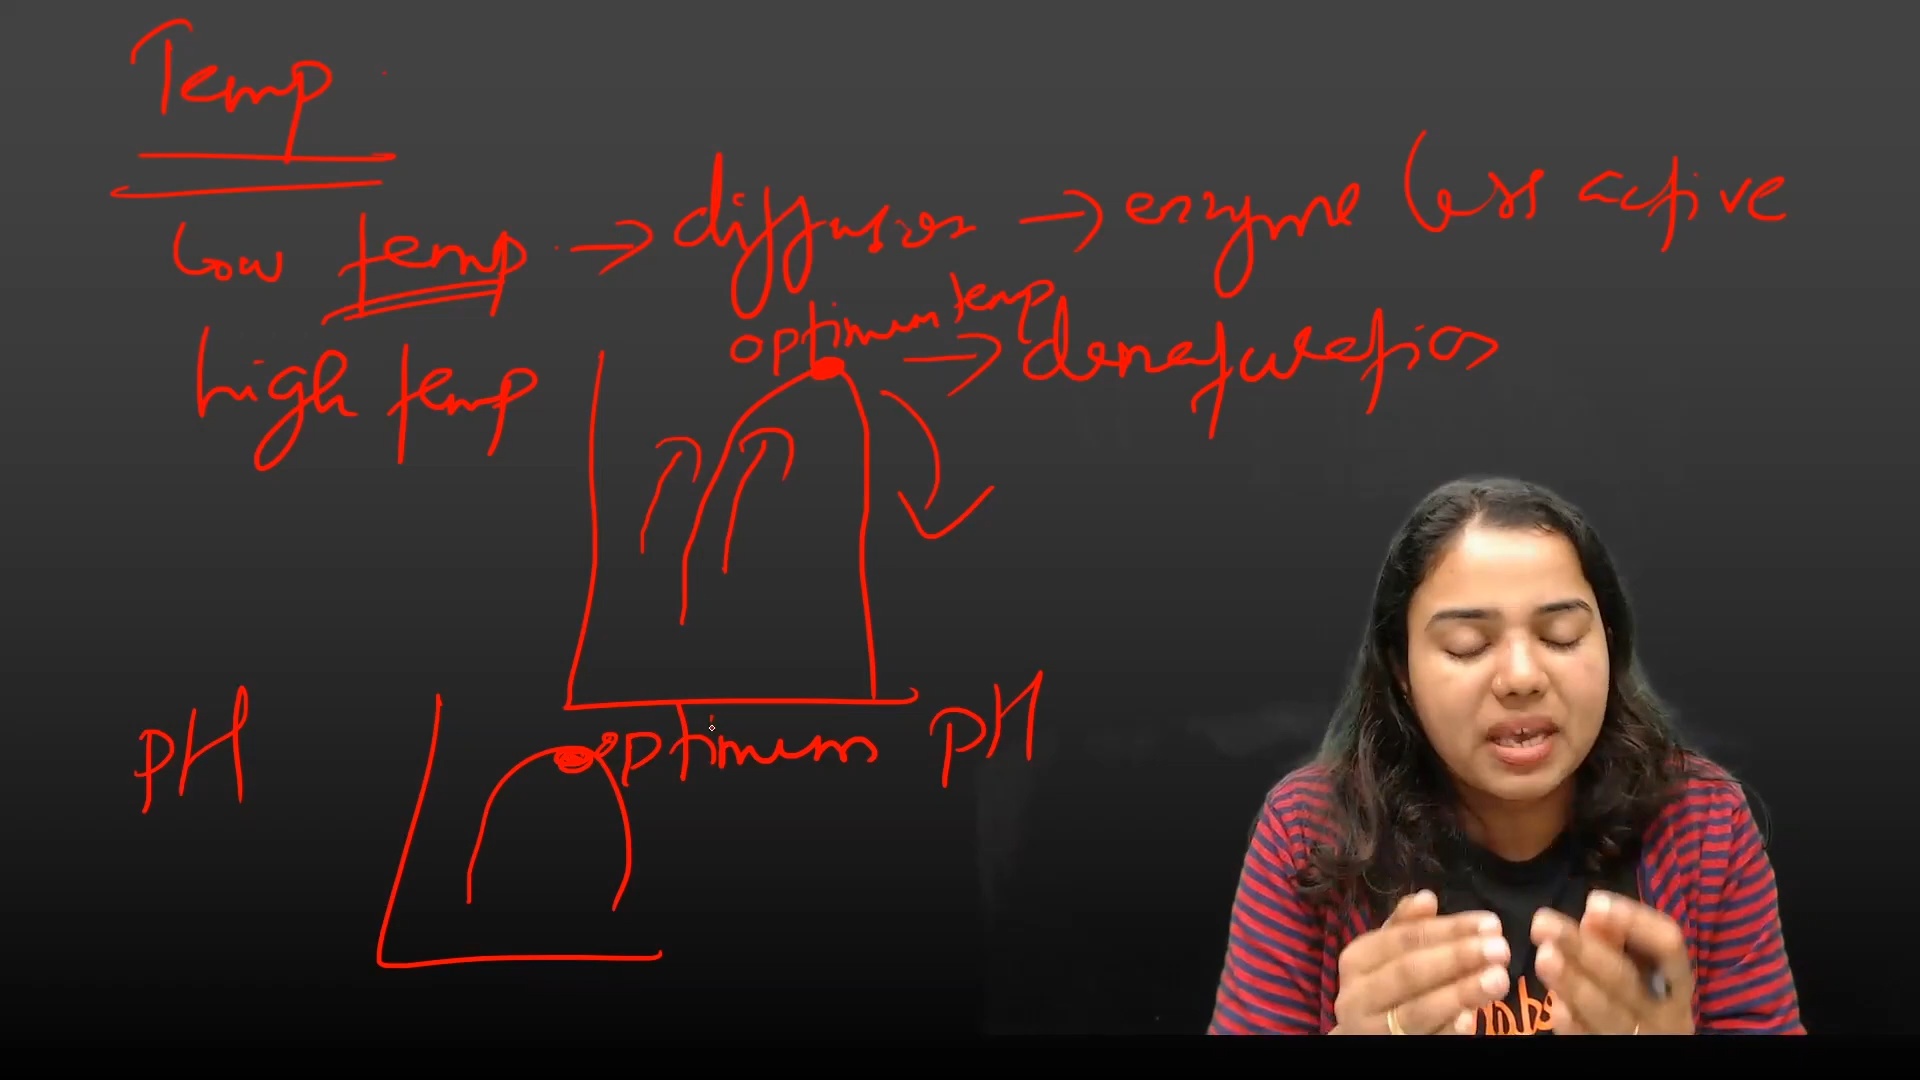 Temp
low temp → diffusion → enzyme less active
optimum temp
high temp → denaturation
pH
optimum pH